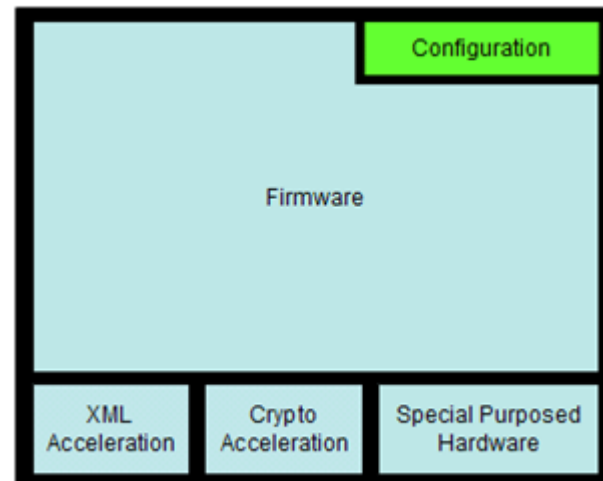 Configuration
Firmware
XML
Acceleration
Crypto
Acceleration
Special Purposed
Hardware